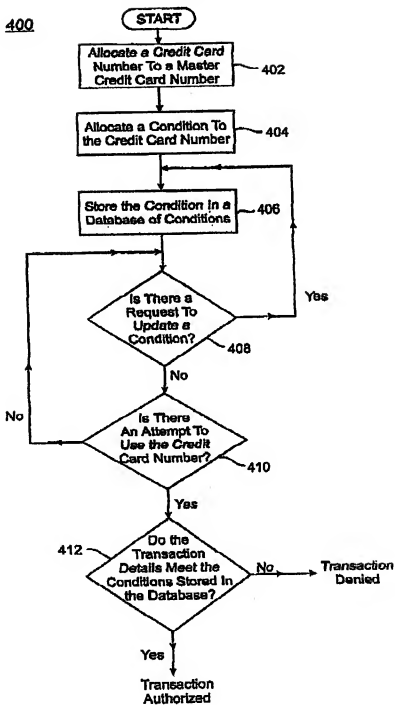 400
START
Allocate a Credit Card
Number To a Master
Credit Card Number
402
Allocate a Condition To
the Credit Card Number
404
Store the Condition in a
Database of Conditions
406
Is There a
Request To
Update a
Condition?
408
Yes
No
Is There
An Attempt To
Use the Credit
Card Number?
410
No
Yes
412
Do the
Transaction
Details Meet the
Conditions Stored in
the Database?
No
Transaction
Denied
Yes
Transaction
Authorized